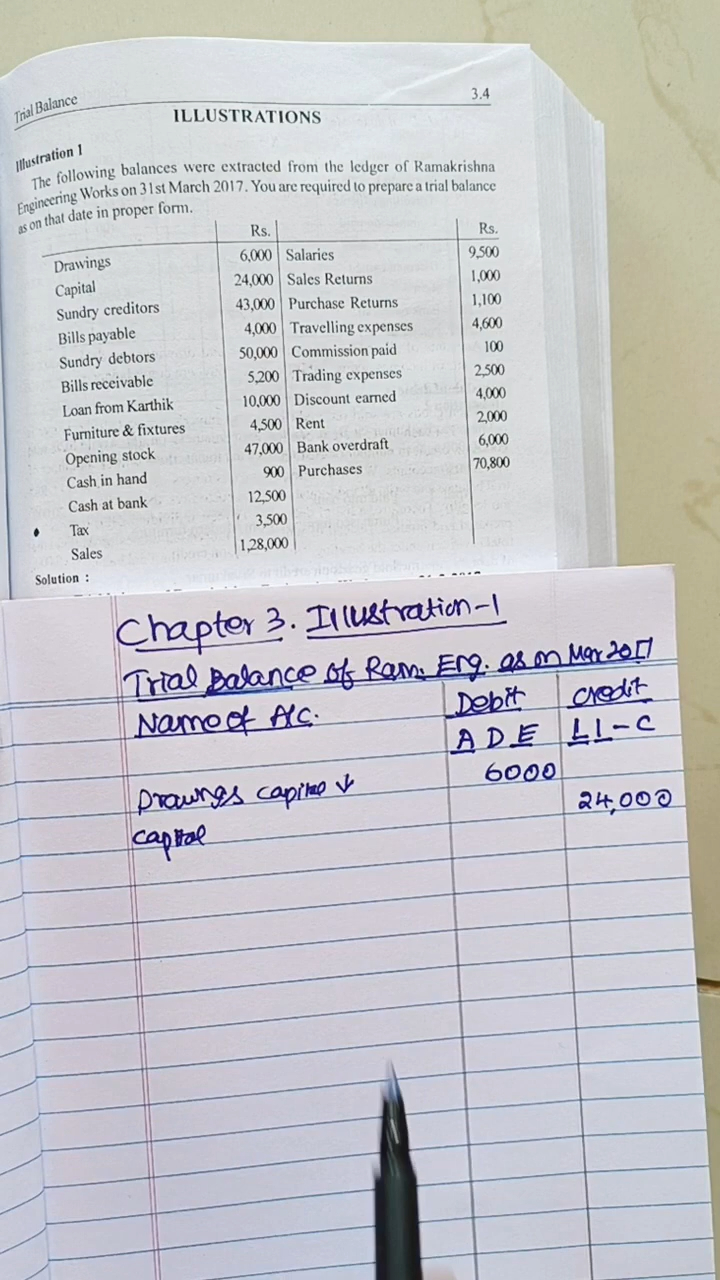 Trial Balance 3.4
ILLUSTRATIONS
Illustration 1
The following balances were extracted from the ledger of Ramakrishna
Engineering Works on 31st March 2017. You are required to prepare a trial balance
as on that date in proper form.
Rs. Rs.
Drawings 6,000 Salaries 9,500
Capital 24,000 Sales Returns 1,000
Sundry creditors 43,000 Purchase Returns 1,100
Bills payable 4,000 Travelling expenses 4,600
Sundry debtors 50,000 Commission paid 100
Bills receivable 5,200 Trading expenses 2,500
Loan from Karthik 10,000 Discount earned 4,000
Furniture & fixtures 4,500 Rent 2,000
Opening stock 47,000 Bank overdraft 6,000
Cash in hand 900 Purchases 70,800
Cash at bank 12,500
Tax 3,500
Sales 1,28,000
Solution :
Chapter 3. Illustration-1
Trial Balance of Ram. Eng. as on Mar 2017
Name of A/C. Debit Credit
A D E L I - C
Drawings capital ↓ 6000
Capital 24,000